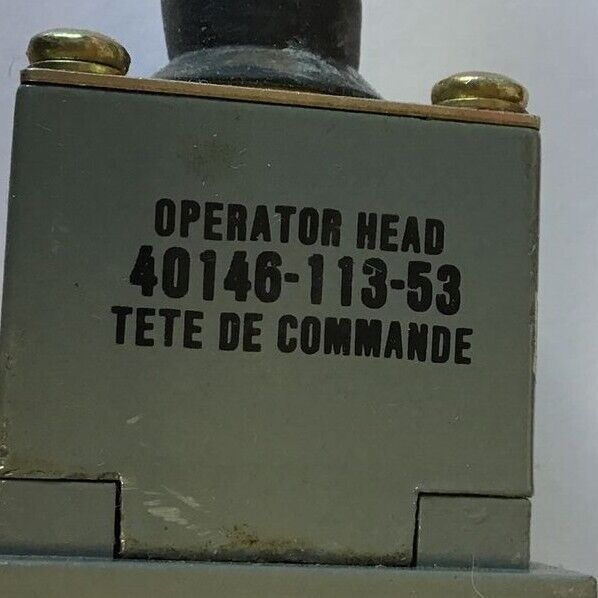 OPERATOR HEAD
40146-113-53
TETE DE COMMANDE